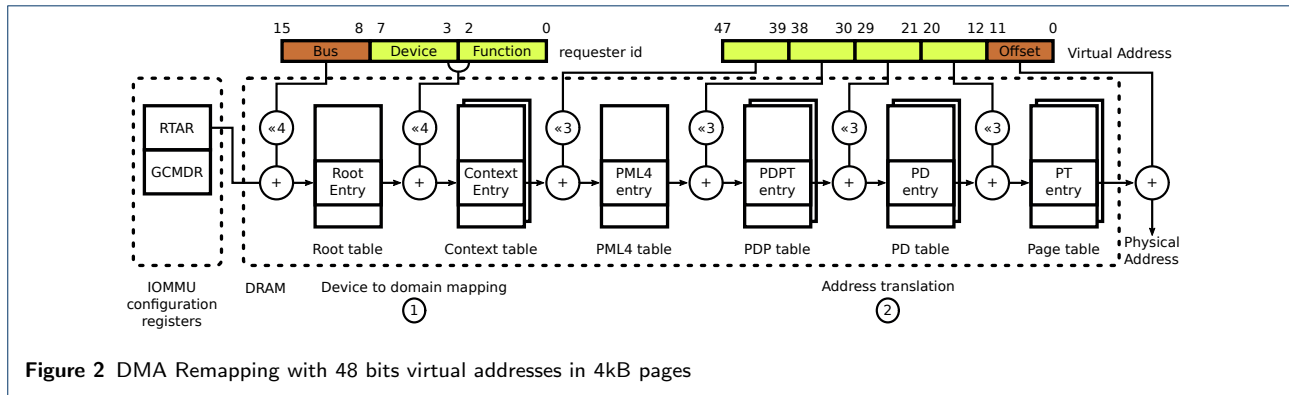 15 8 7 3 2 0 47 39 38 30 29 21 20 12 11 0
Bus Device Function requester id Offset Virtual Address
RTAR «4 «4 «3 «3 «3 «3
GCMDR + Root Entry + Context Entry + PML4 entry + PDPT entry + PD entry + PT entry +
Root table Context table PML4 table PDP table PD table Page table Physical Address
IOMMU configuration registers DRAM Device to domain mapping Address translation
1 2
Figure 2 DMA Remapping with 48 bits virtual addresses in 4kB pages